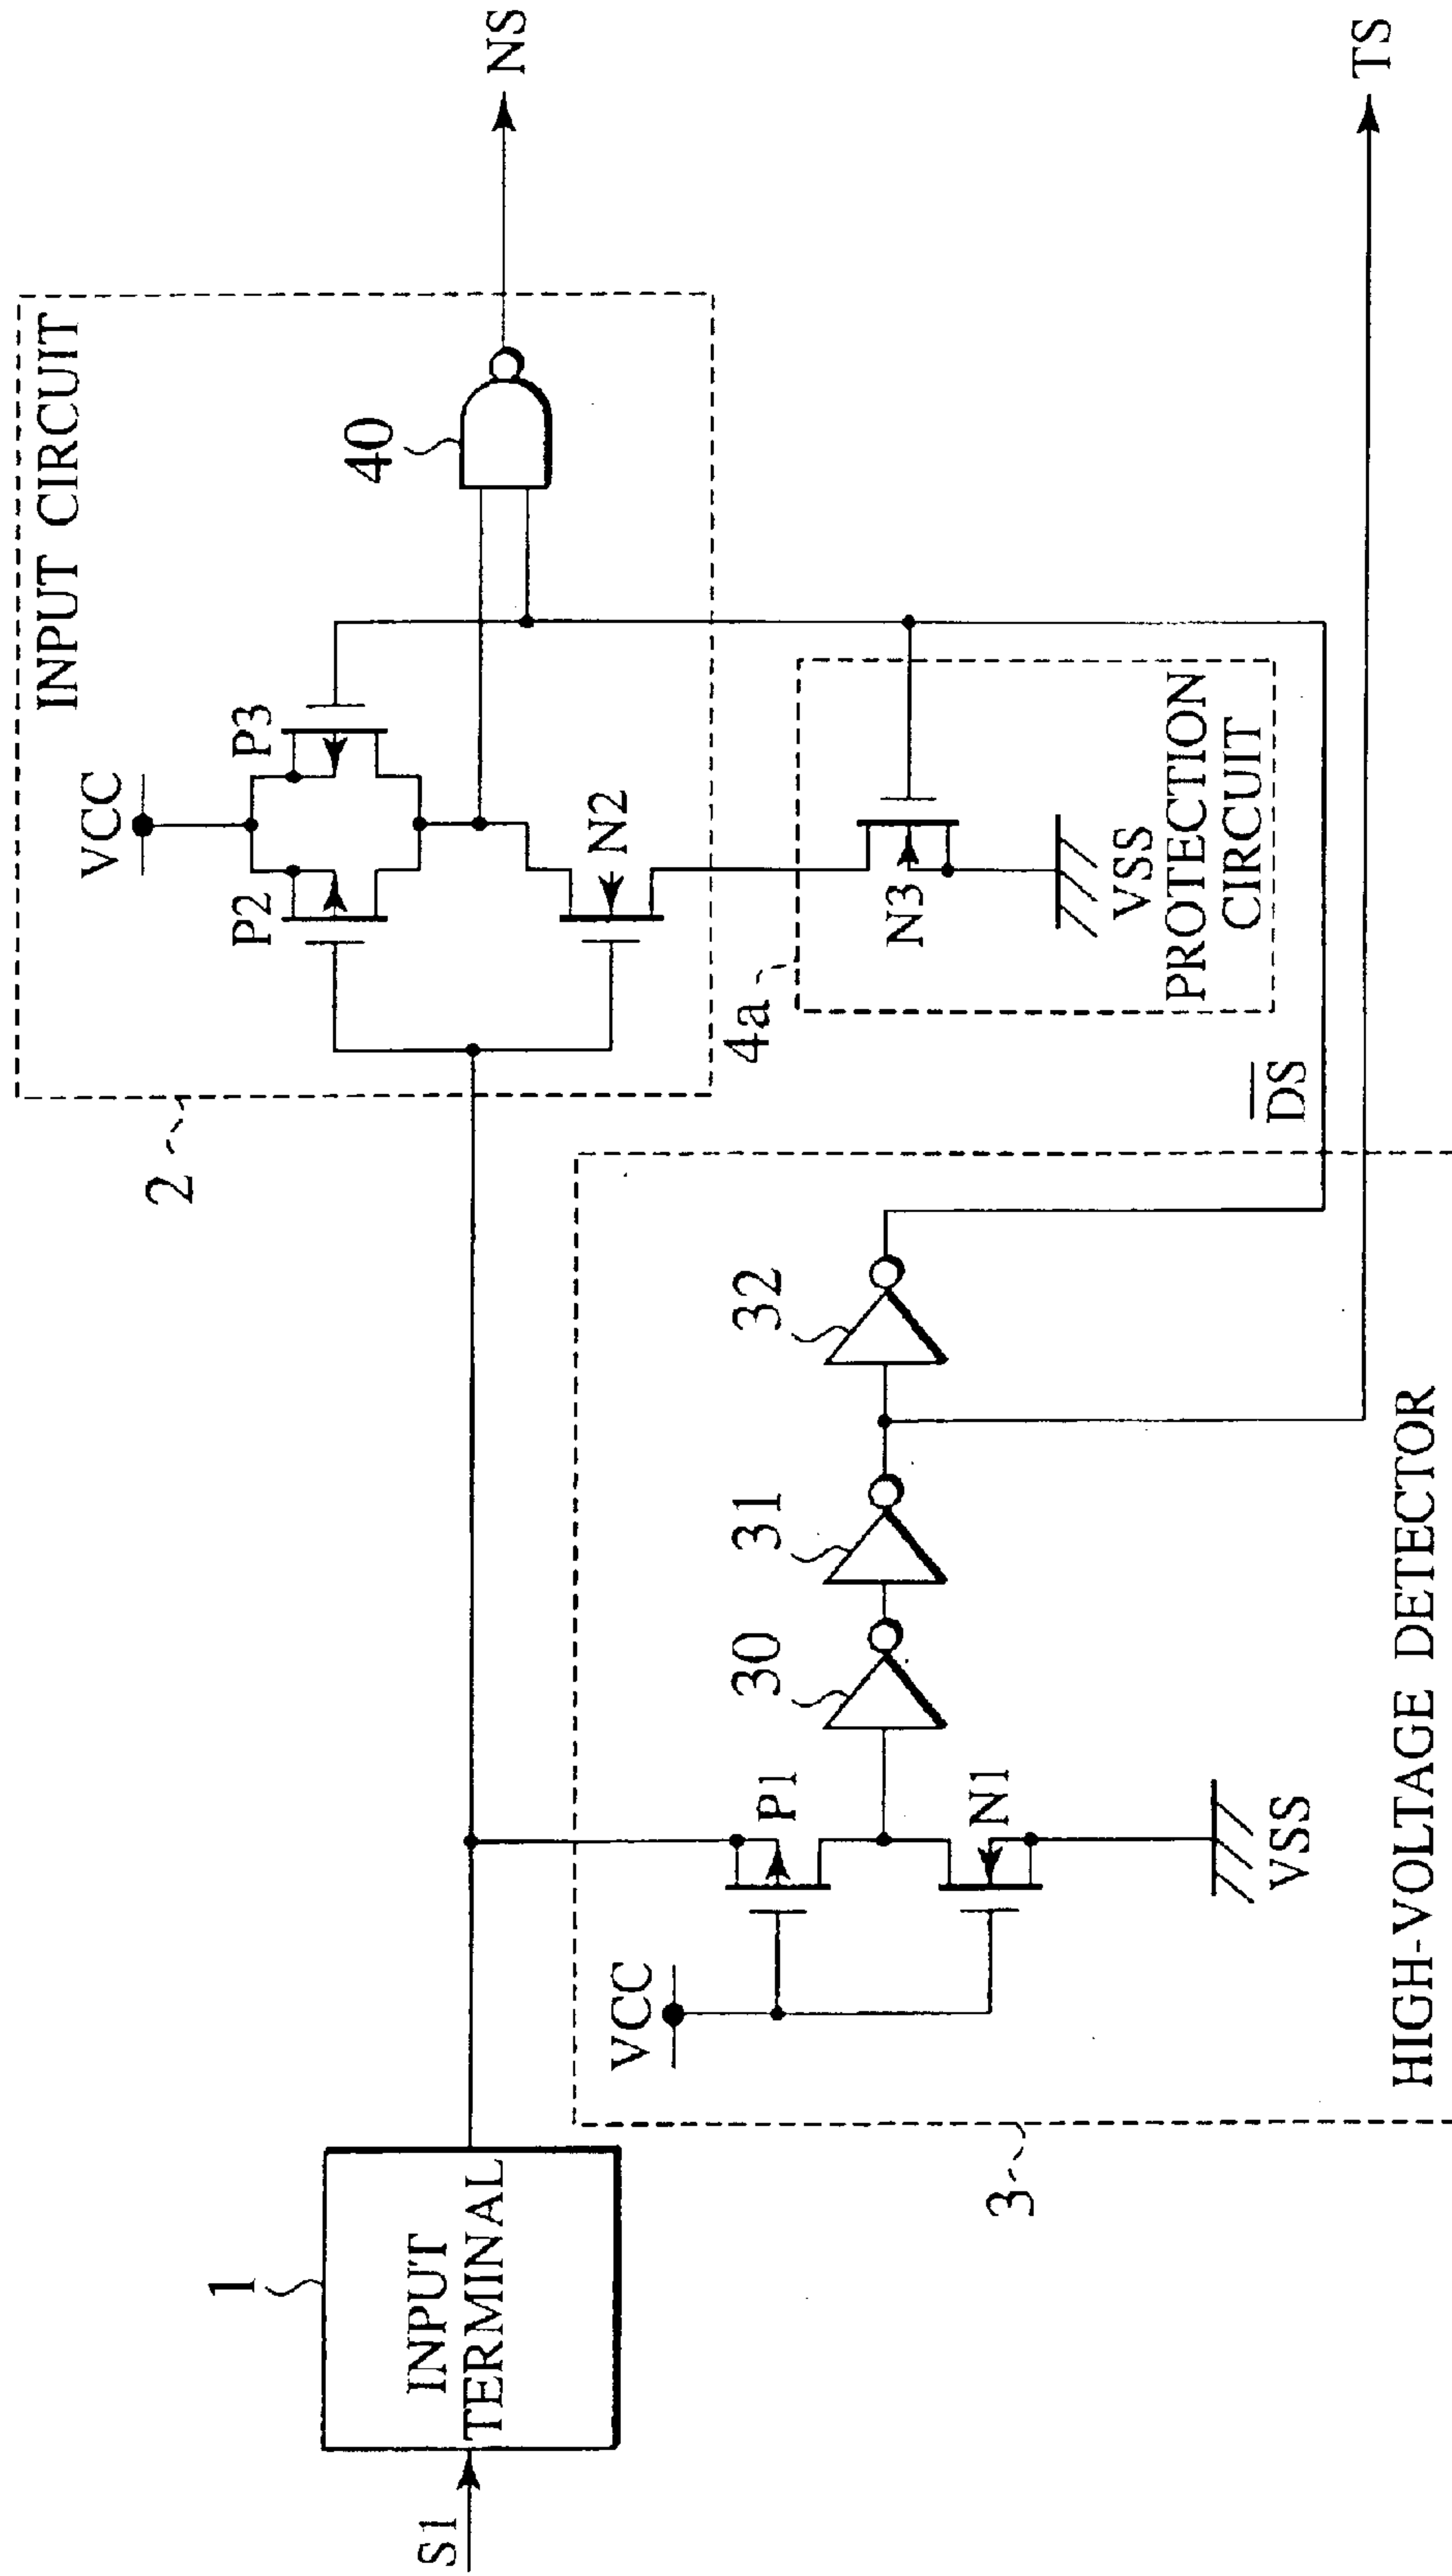 S1
1
INPUT
TERMINAL
2
INPUT CIRCUIT
VCC
P2
P3
N2
40
NS
4a
N3
VSS
PROTECTION
CIRCUIT
3
VCC
P1
N1
VSS
30
31
32
DS
TS
HIGH-VOLTAGE DETECTOR